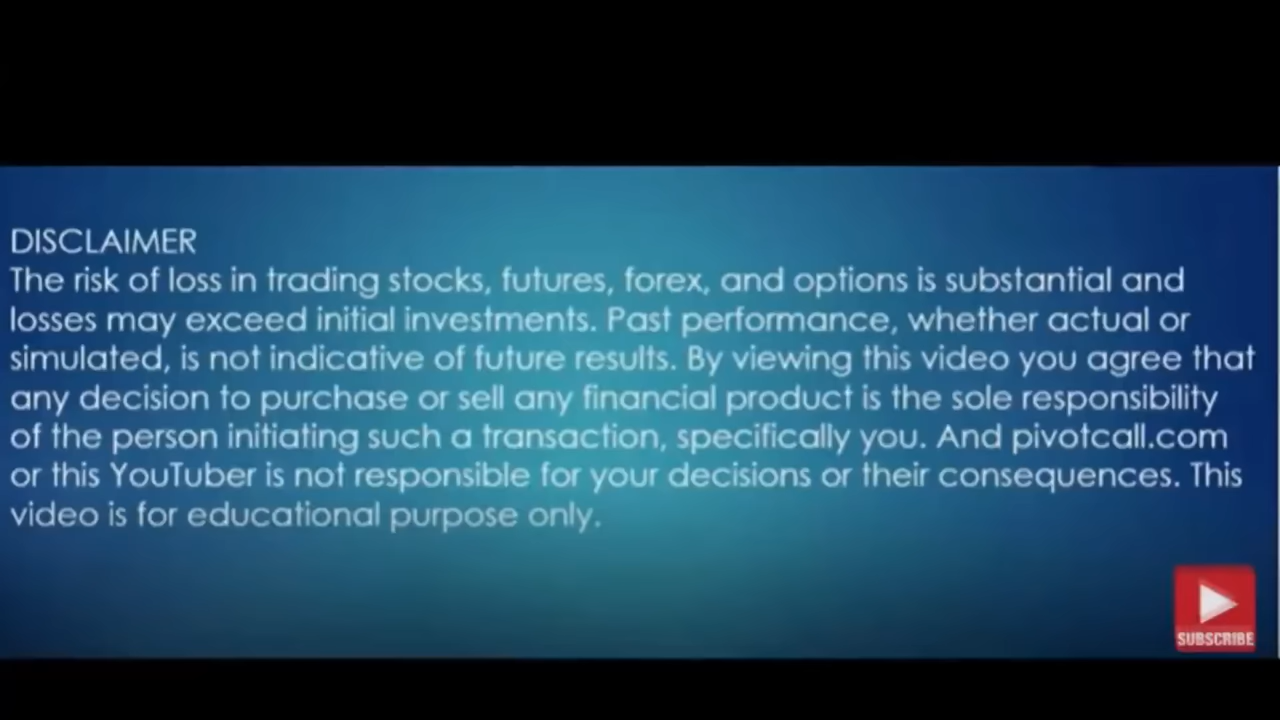 DISCLAIMER
The risk of loss in trading stocks, futures, forex, and options is substantial and
losses may exceed initial investments. Past performance, whether actual or
simulated, is not indicative of future results. By viewing this video you agree that
any decision to purchase or sell any financial product is the sole responsibility
of the person initiating such a transaction, specifically you. And pivotcall.com
or this YouTuber is not responsible for your decisions or their consequences. This
video is for educational purpose only.
SUBSCRIBE